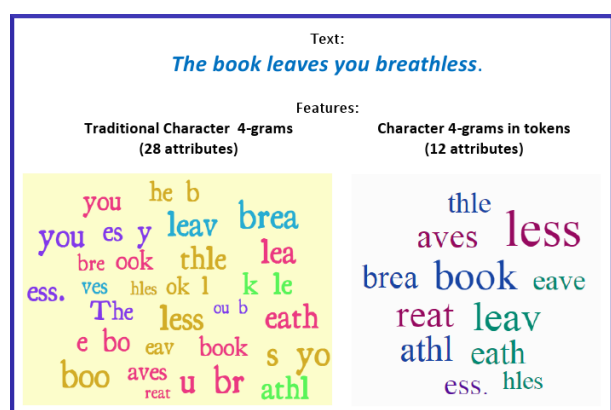 Text:
The book leaves you breathless.
Features:
Traditional Character 4-grams
(28 attributes)
Character 4-grams in tokens
(12 attributes)
you he b
you es y leav brea
bre ook thle lea
ess. ves hles ok l k le
The less ou b eath
e bo eav book s yo
boo aves reat u br athl
thle
aves less
brea book eave
reat leav
athl eath
ess. hles